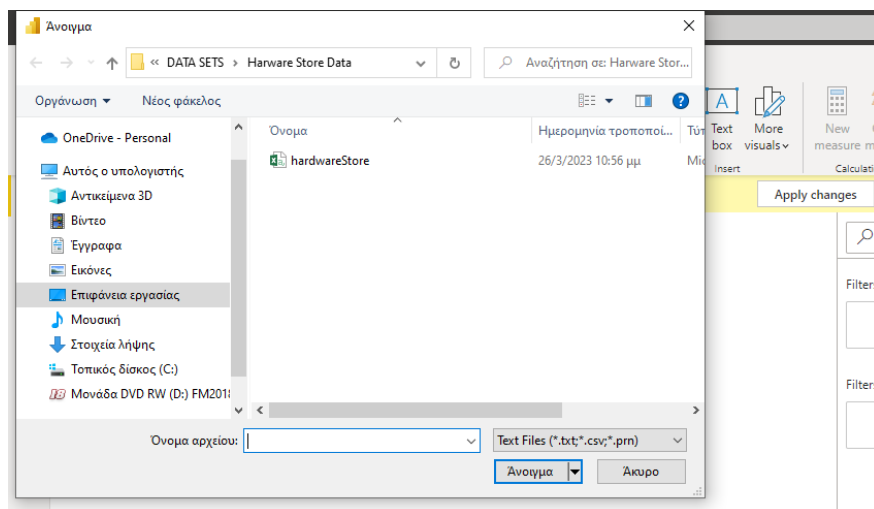 Άνοιγμα
« DATA SETS › Harware Store Data
Αναζήτηση σε: Harware Stor...
Οργάνωση
Νέος φάκελος
OneDrive - Personal
Αυτός ο υπολογιστής
Αντικείμενα 3D
Βίντεο
Έγγραφα
Εικόνες
Επιφάνεια εργασίας
Μουσική
Στοιχεία λήψης
Τοπικός δίσκος (C:)
Μονάδα DVD RW (D:) FM2018
Όνομα
Ημερομηνία τροποποί...
Τύπ
hardwareStore
26/3/2023 10:56 μμ
Mic
Όνομα αρχείου:
Text Files (*.txt;*.csv;*.prn)
Άνοιγμα
Άκυρο
Text
box
More
visuals
Insert
New
measure
Calculati
Apply changes
Filter
Filter